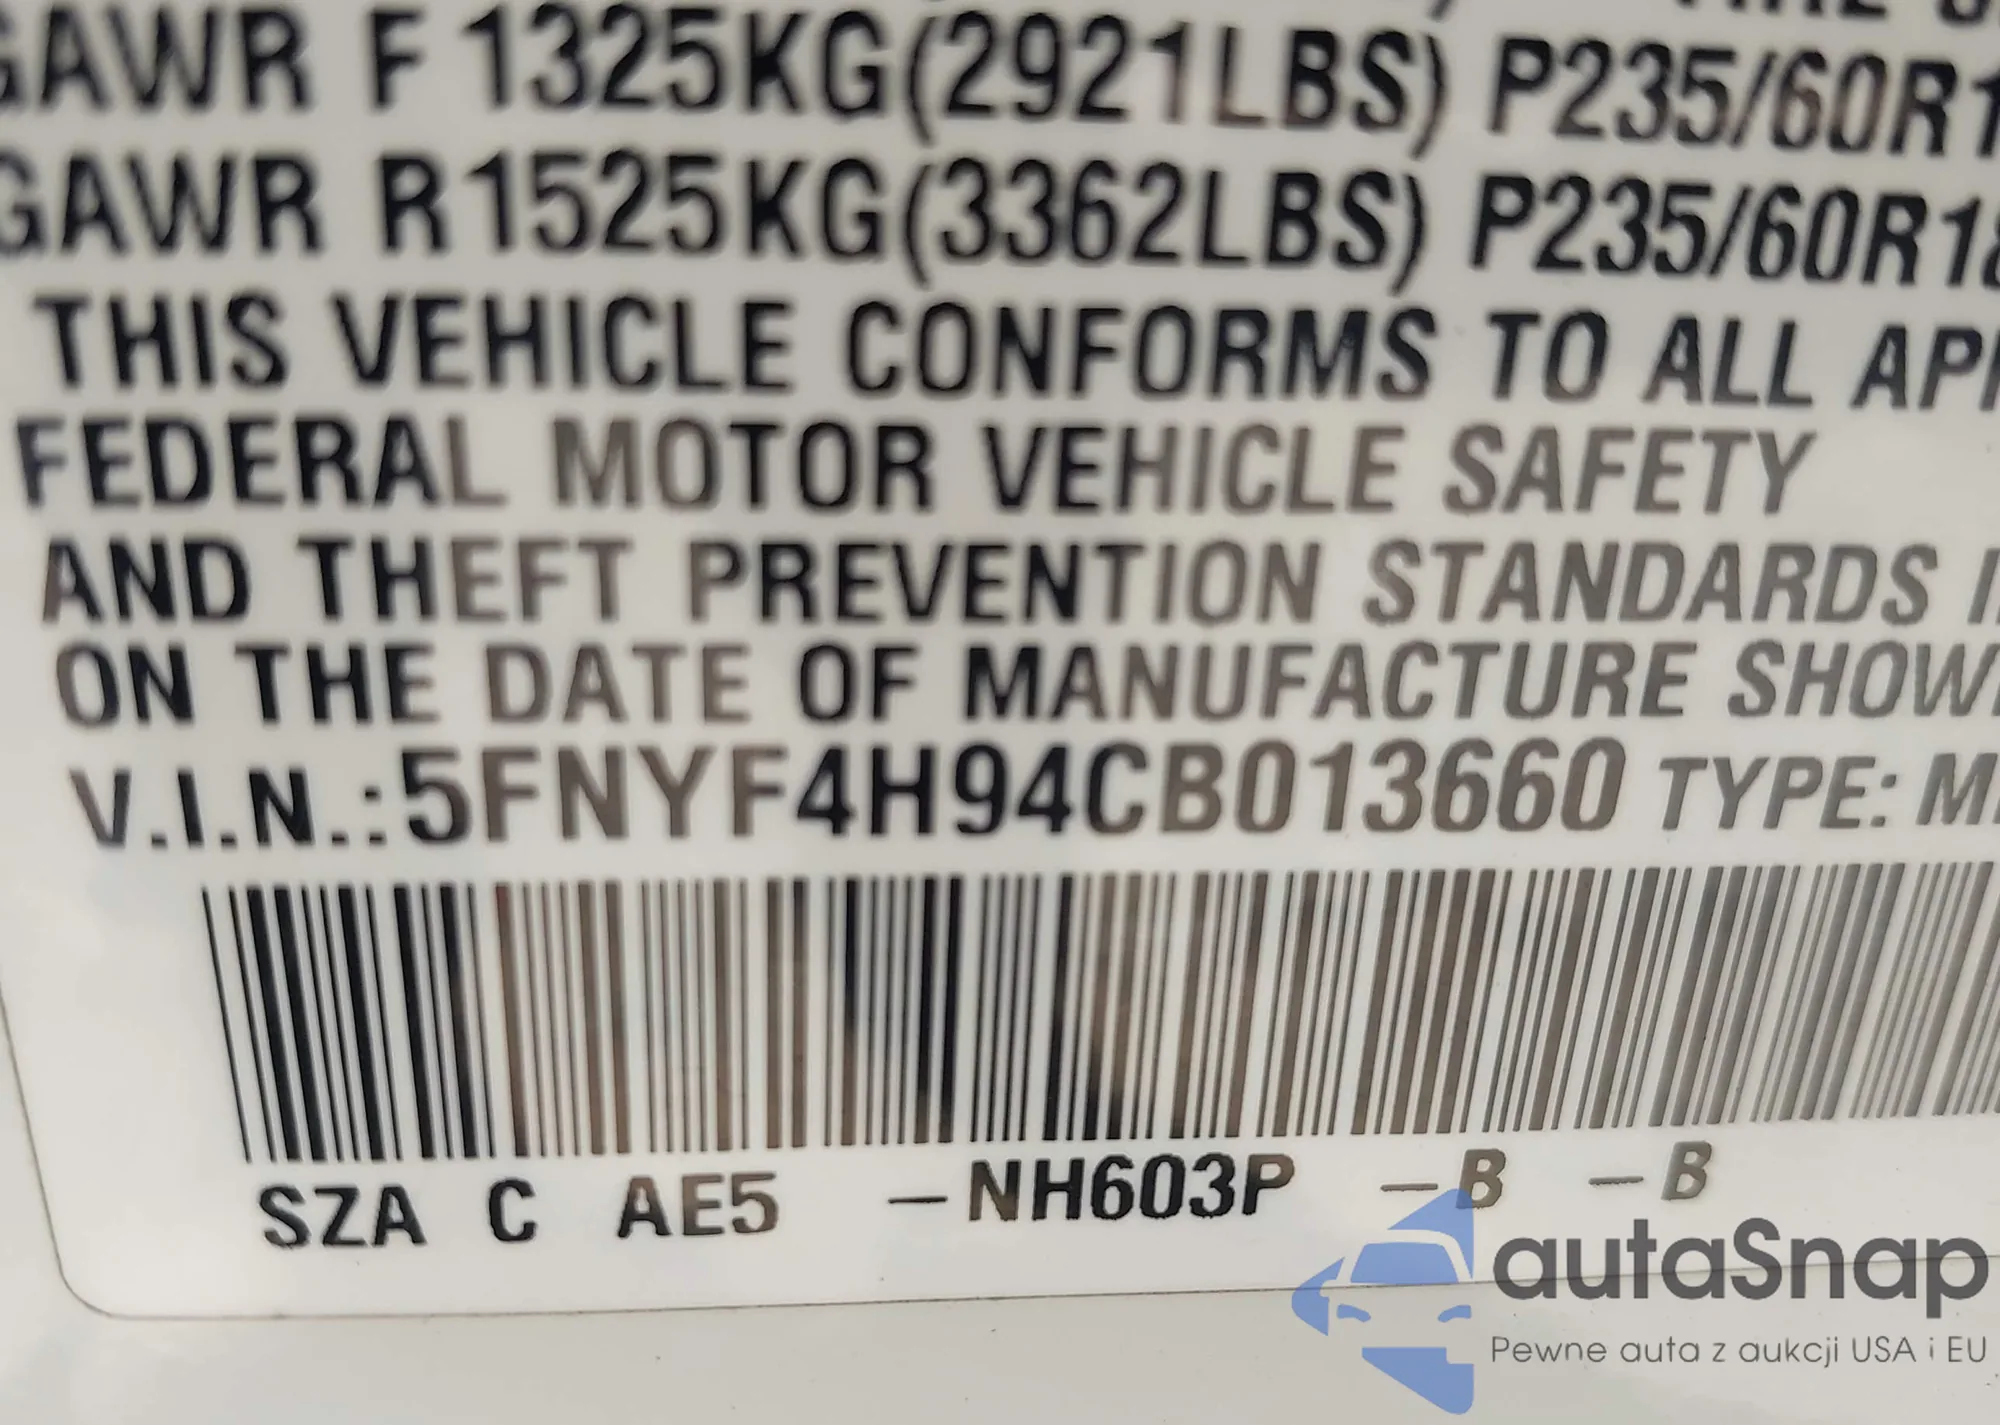 GAWR F 1325KG(2921LBS) P235/60R1
GAWR R1525KG(3362LBS) P235/60R18
THIS VEHICLE CONFORMS TO ALL
FEDERAL MOTOR VEHICLE SAFETY
AND THEFT PREVENTION STANDARDS
ON THE DATE OF MANUFACTURE SHOW
V.I.N.:5FNYF4H94CB013660 TYPE: M
SZA C AE5 —NH603P —B —B
autaSnap
Pewne auta z aukcji USA i EU